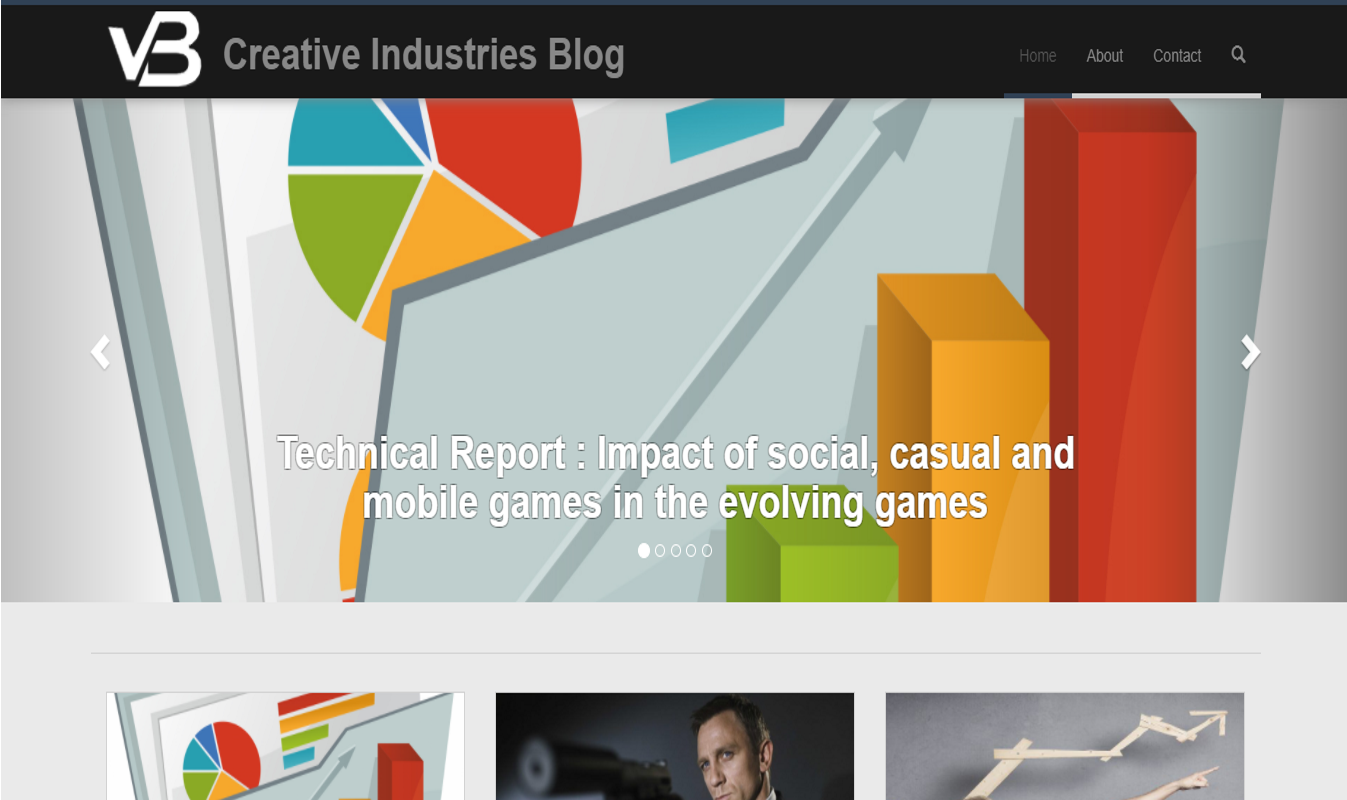 VB
Creative Industries Blog
Home
About
Contact
Technical Report : Impact of social, casual and
mobile games in the evolving games